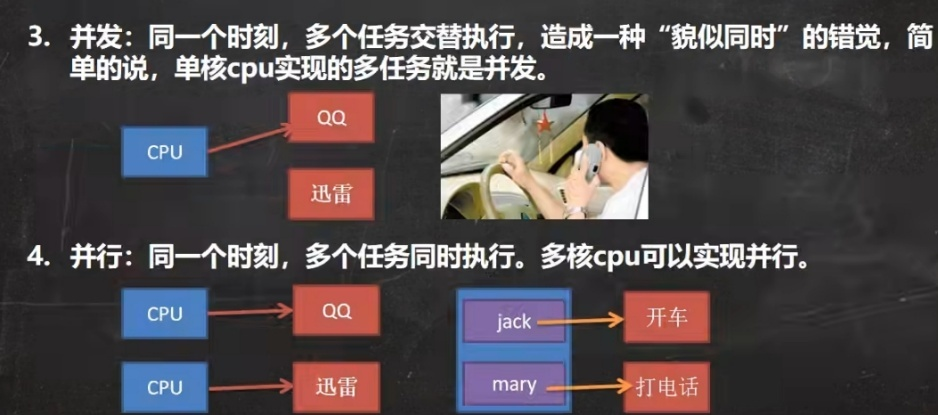 3. 并发：同一个时刻，多个任务交替执行，造成一种“貌似同时”的错觉，简
单的说，单核cpu实现的多任务就是并发。
QQ
CPU
迅雷
4. 并行：同一个时刻，多个任务同时执行。多核cpu可以实现并行。
CPU
QQ
jack
开车
CPU
迅雷
mary
打电话